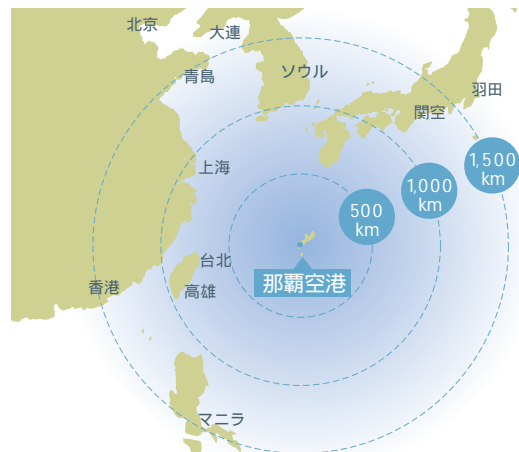 北京
大連
青島
ソウル
羽田
関空
上海
1,500
km
1,000
km
500
km
台北
那覇空港
香港
高雄
マニラ